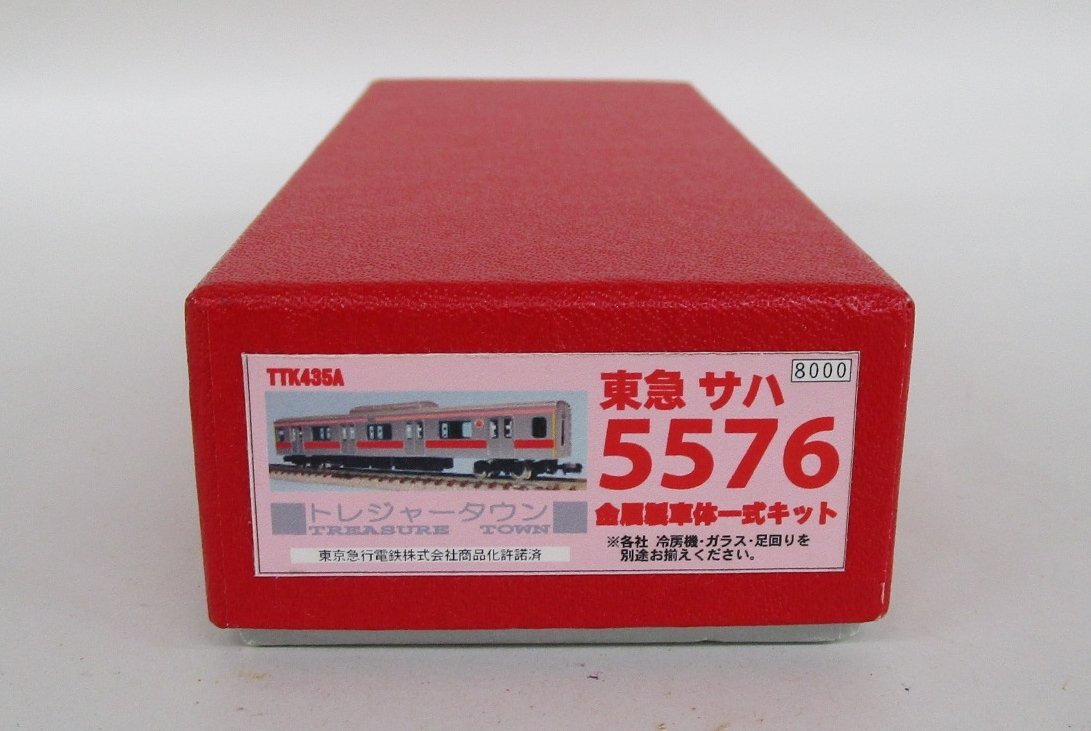 TTK435A
トレジャータウン
TREASURE TOWN
東京急行電鉄株式会社商品化許諾済
8000
東急 サハ
5576
金属製車体一式キット
※各社 冷房機・ガラス・足回りを
別途お揃えください。